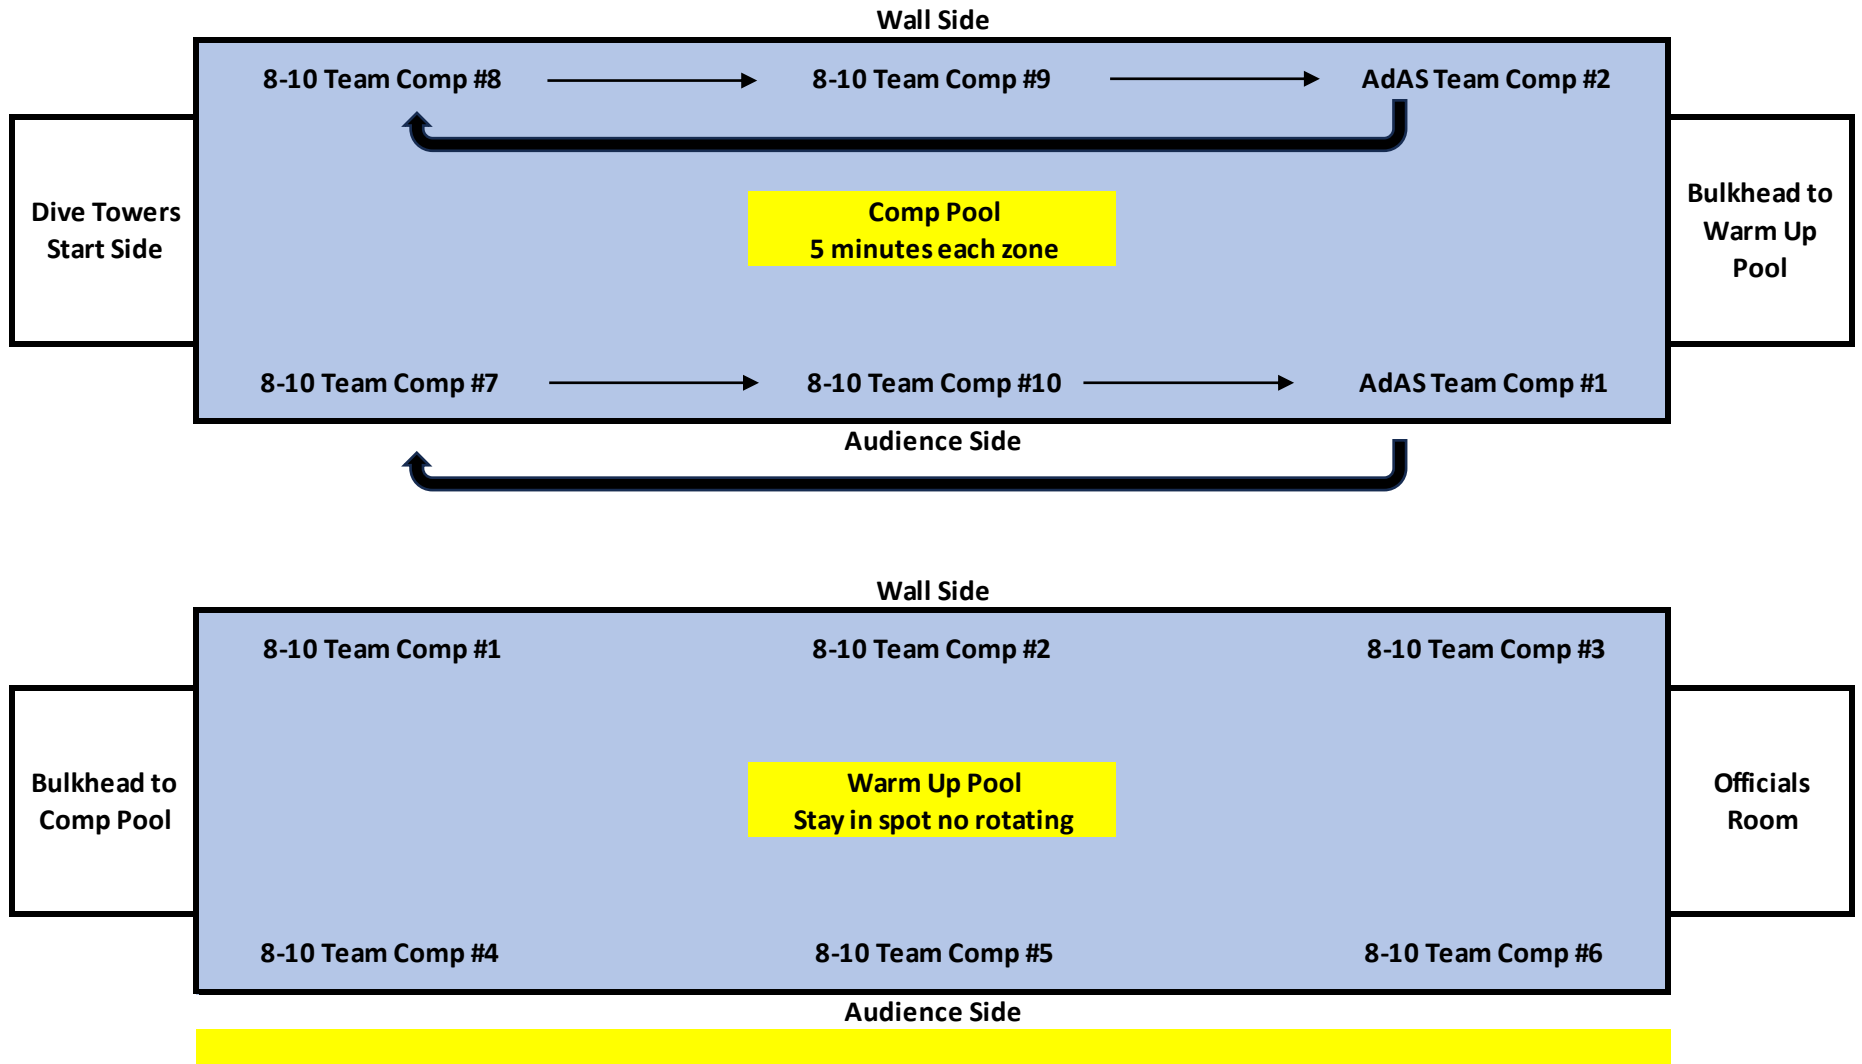 Wall Side
8-10 Team Comp #8
8-10 Team Comp #9
AdAS Team Comp #2
Dive Towers
Start Side
Comp Pool
5 minutes each zone
Bulkhead to
Warm Up
Pool
8-10 Team Comp #7
8-10 Team Comp #10
AdAS Team Comp #1
Audience Side
Wall Side
8-10 Team Comp #1
8-10 Team Comp #2
8-10 Team Comp #3
Bulkhead to
Comp Pool
Warm Up Pool
Stay in spot no rotating
Officials
Room
8-10 Team Comp #4
8-10 Team Comp #5
8-10 Team Comp #6
Audience Side